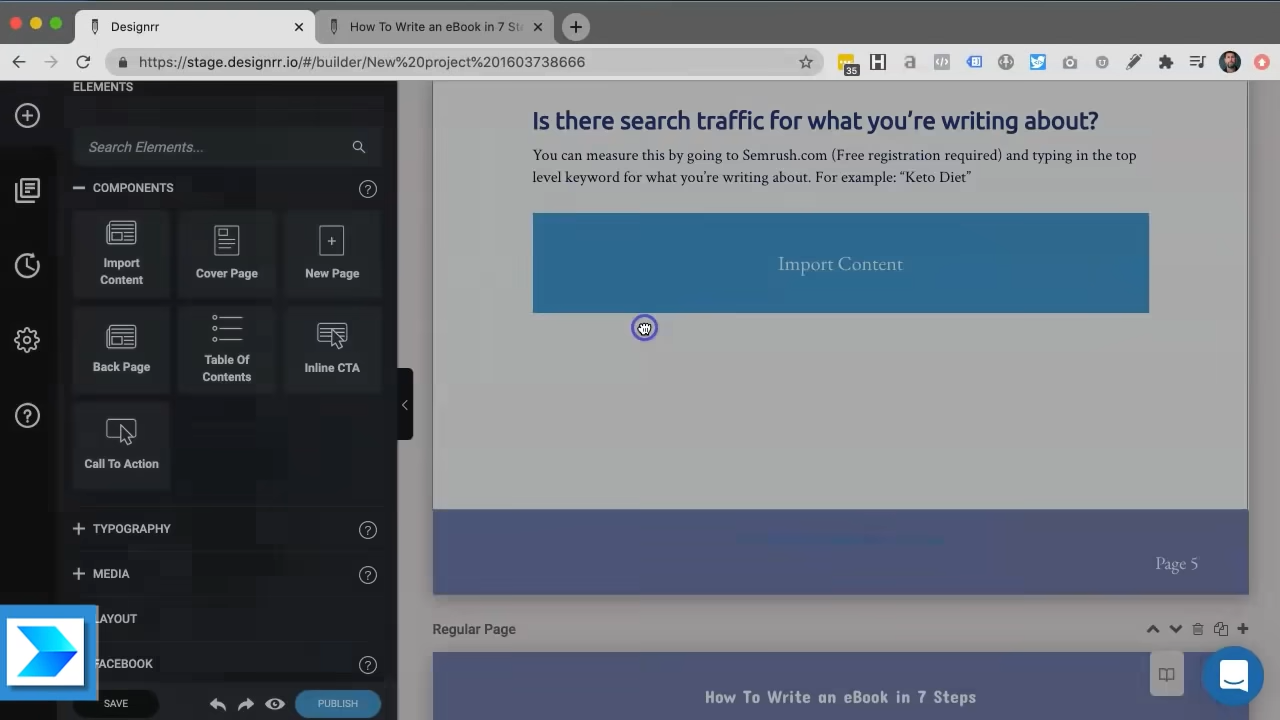 Designrr
How To Write an eBook in 7 St
https://stage.designrr.io/#/builder/New%20project%201603738666
35
ELEMENTS
Search Elements...
COMPONENTS
Import
Content
Cover Page
New Page
Back Page
Table Of
Contents
Inline CTA
Call To Action
TYPOGRAPHY
MEDIA
LAYOUT
FACEBOOK
SAVE
PUBLISH
Is there search traffic for what you’re writing about?
You can measure this by going to Semrush.com (Free registration required) and typing in the top
level keyword for what you’re writing about. For example: “Keto Diet”
Import Content
Page 5
Regular Page
How To Write an eBook in 7 Steps